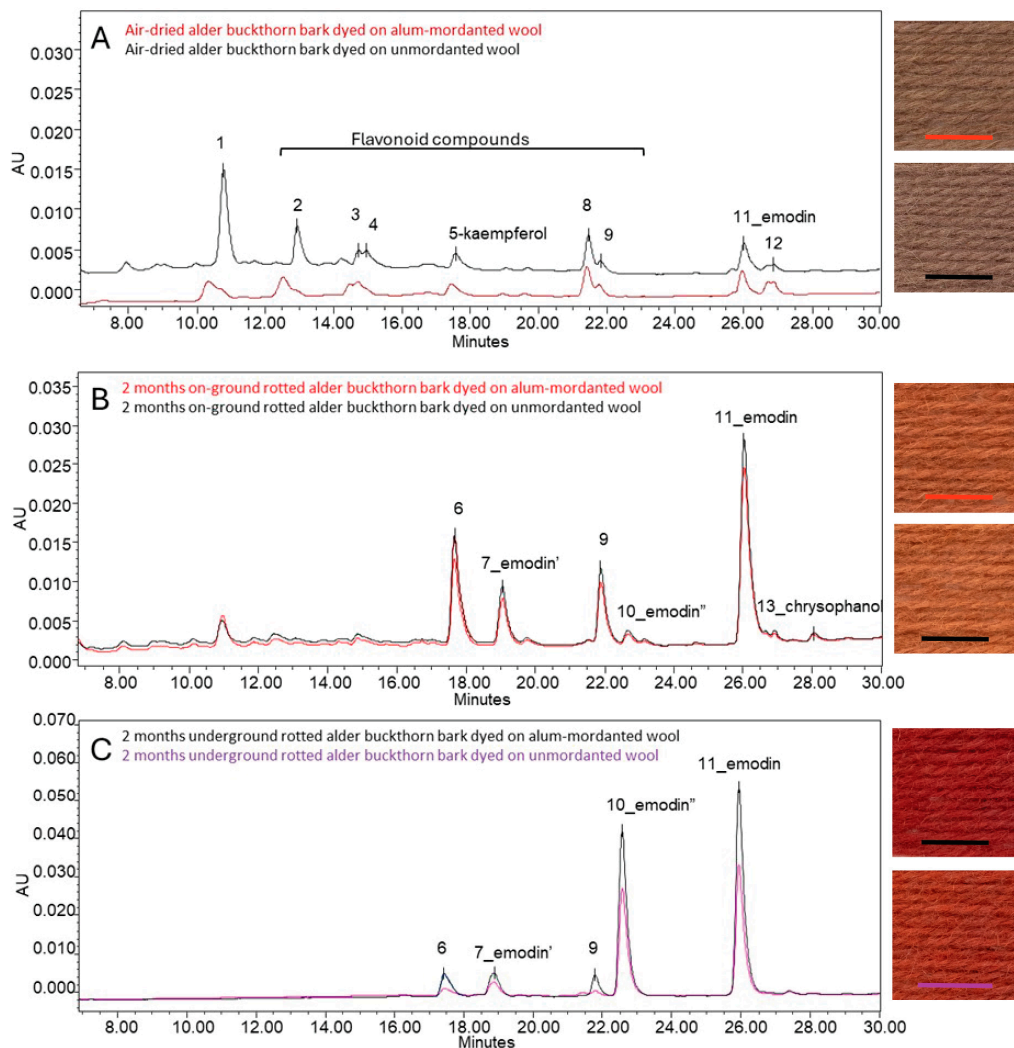 A
Air-dried alder buckthorn bark dyed on alum-mordanted wool
Air-dried alder buckthorn bark dyed on unmordanted wool
0.030
0.025
0.020
0.015
0.010
0.005
0.000
AU
1
Flavonoid compounds
2
3
4
5-kaempferol
8
9
11_emodin
12
8.00 10.00 12.00 14.00 16.00 18.00 20.00 22.00 24.00 26.00 28.00 30.00
Minutes
B
2 months on-ground rotted alder buckthorn bark dyed on alum-mordanted wool
2 months on-ground rotted alder buckthorn bark dyed on unmordanted wool
0.035
0.030
0.025
0.020
0.015
0.010
0.005
0.000
AU
6
7_emodin’
9
10_emodin”
11_emodin
13_chrysophanol
8.00 10.00 12.00 14.00 16.00 18.00 20.00 22.00 24.00 26.00 28.00 30.00
Minutes
C
2 months underground rotted alder buckthorn bark dyed on alum-mordanted wool
2 months underground rotted alder buckthorn bark dyed on unmordanted wool
0.070
0.060
0.050
0.040
0.030
0.020
0.010
0.000
AU
6
7_emodin’
9
10_emodin”
11_emodin
8.00 10.00 12.00 14.00 16.00 18.00 20.00 22.00 24.00 26.00 28.00 30.00
Minutes